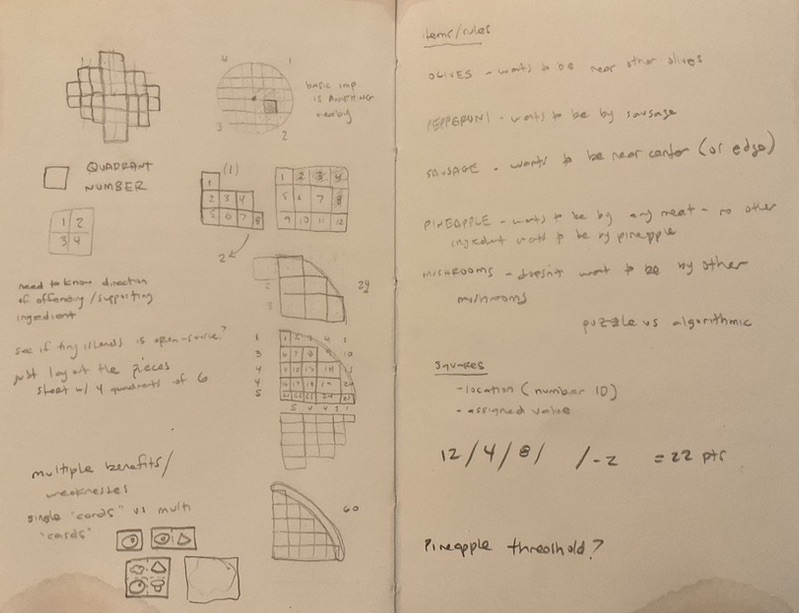 4 1
3 2
basic imp
is ANYTHING
nearby
QUADRANT
NUMBER
1 2
3 4
(1)
1
2 3 4
5 6 7 8
2
1 2 3 4
5 6 7 8
9 10 11 12
need to know direction
of offending/supporting
ingredient
2
3
24
see if tiny islands is open-source?
just lay out the pieces
sheet w/ 4 quadrants of 6
1
3
4
4
5
5 4 4 3 1
multiple benefits/
weaknesses
single "cards" vs multi
"cards"
60
items/rules
OLIVES - wants to be near other olives
PEPPERONI - wants to be by sausage
SAUSAGE - wants to be near center (or edge)
PINEAPPLE - wants to be by any meat - no other
ingredient wants to be by pineapple
MUSHROOMS - doesn't want to be by other
mushrooms
puzzle vs algorithmic
Squares
- location (number ID)
- assigned value
12 / 4 / 8 / / -2 = 22 pts
Pineapple threshold?